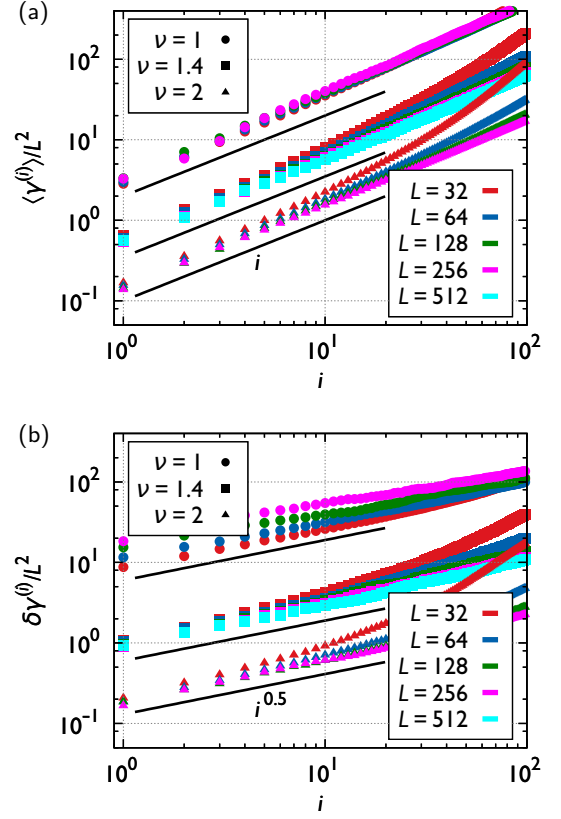 (a)
ν = 1
ν = 1.4
ν = 2
⟨γ⁽ⁱ⁾⟩/L²
10²
10¹
10⁰
10⁻¹
i
L = 32
L = 64
L = 128
L = 256
L = 512
10⁰ 10¹ 10²
i
(b)
ν = 1
ν = 1.4
ν = 2
δγ⁽ⁱ⁾/L²
10²
10¹
10⁰
10⁻¹
i⁰·⁵
L = 32
L = 64
L = 128
L = 256
L = 512
10⁰ 10¹ 10²
i